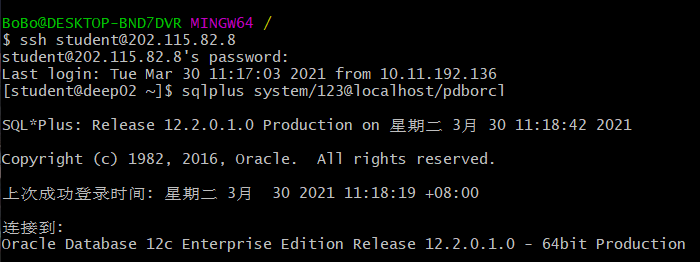 BoBo@DESKTOP-BND7DVR MINGW64 /
$ ssh student@202.115.82.8
student@202.115.82.8's password:
Last login: Tue Mar 30 11:17:03 2021 from 10.11.192.136
[student@deep02 ~]$ sqlplus system/123@localhost/pdborcl
SQL*Plus: Release 12.2.0.1.0 Production on 星期二 3月 30 11:18:42 2021
Copyright (c) 1982, 2016, Oracle.  All rights reserved.
上次成功登录时间: 星期二 3月  30 2021 11:18:19 +08:00
连接到:
Oracle Database 12c Enterprise Edition Release 12.2.0.1.0 - 64bit Production